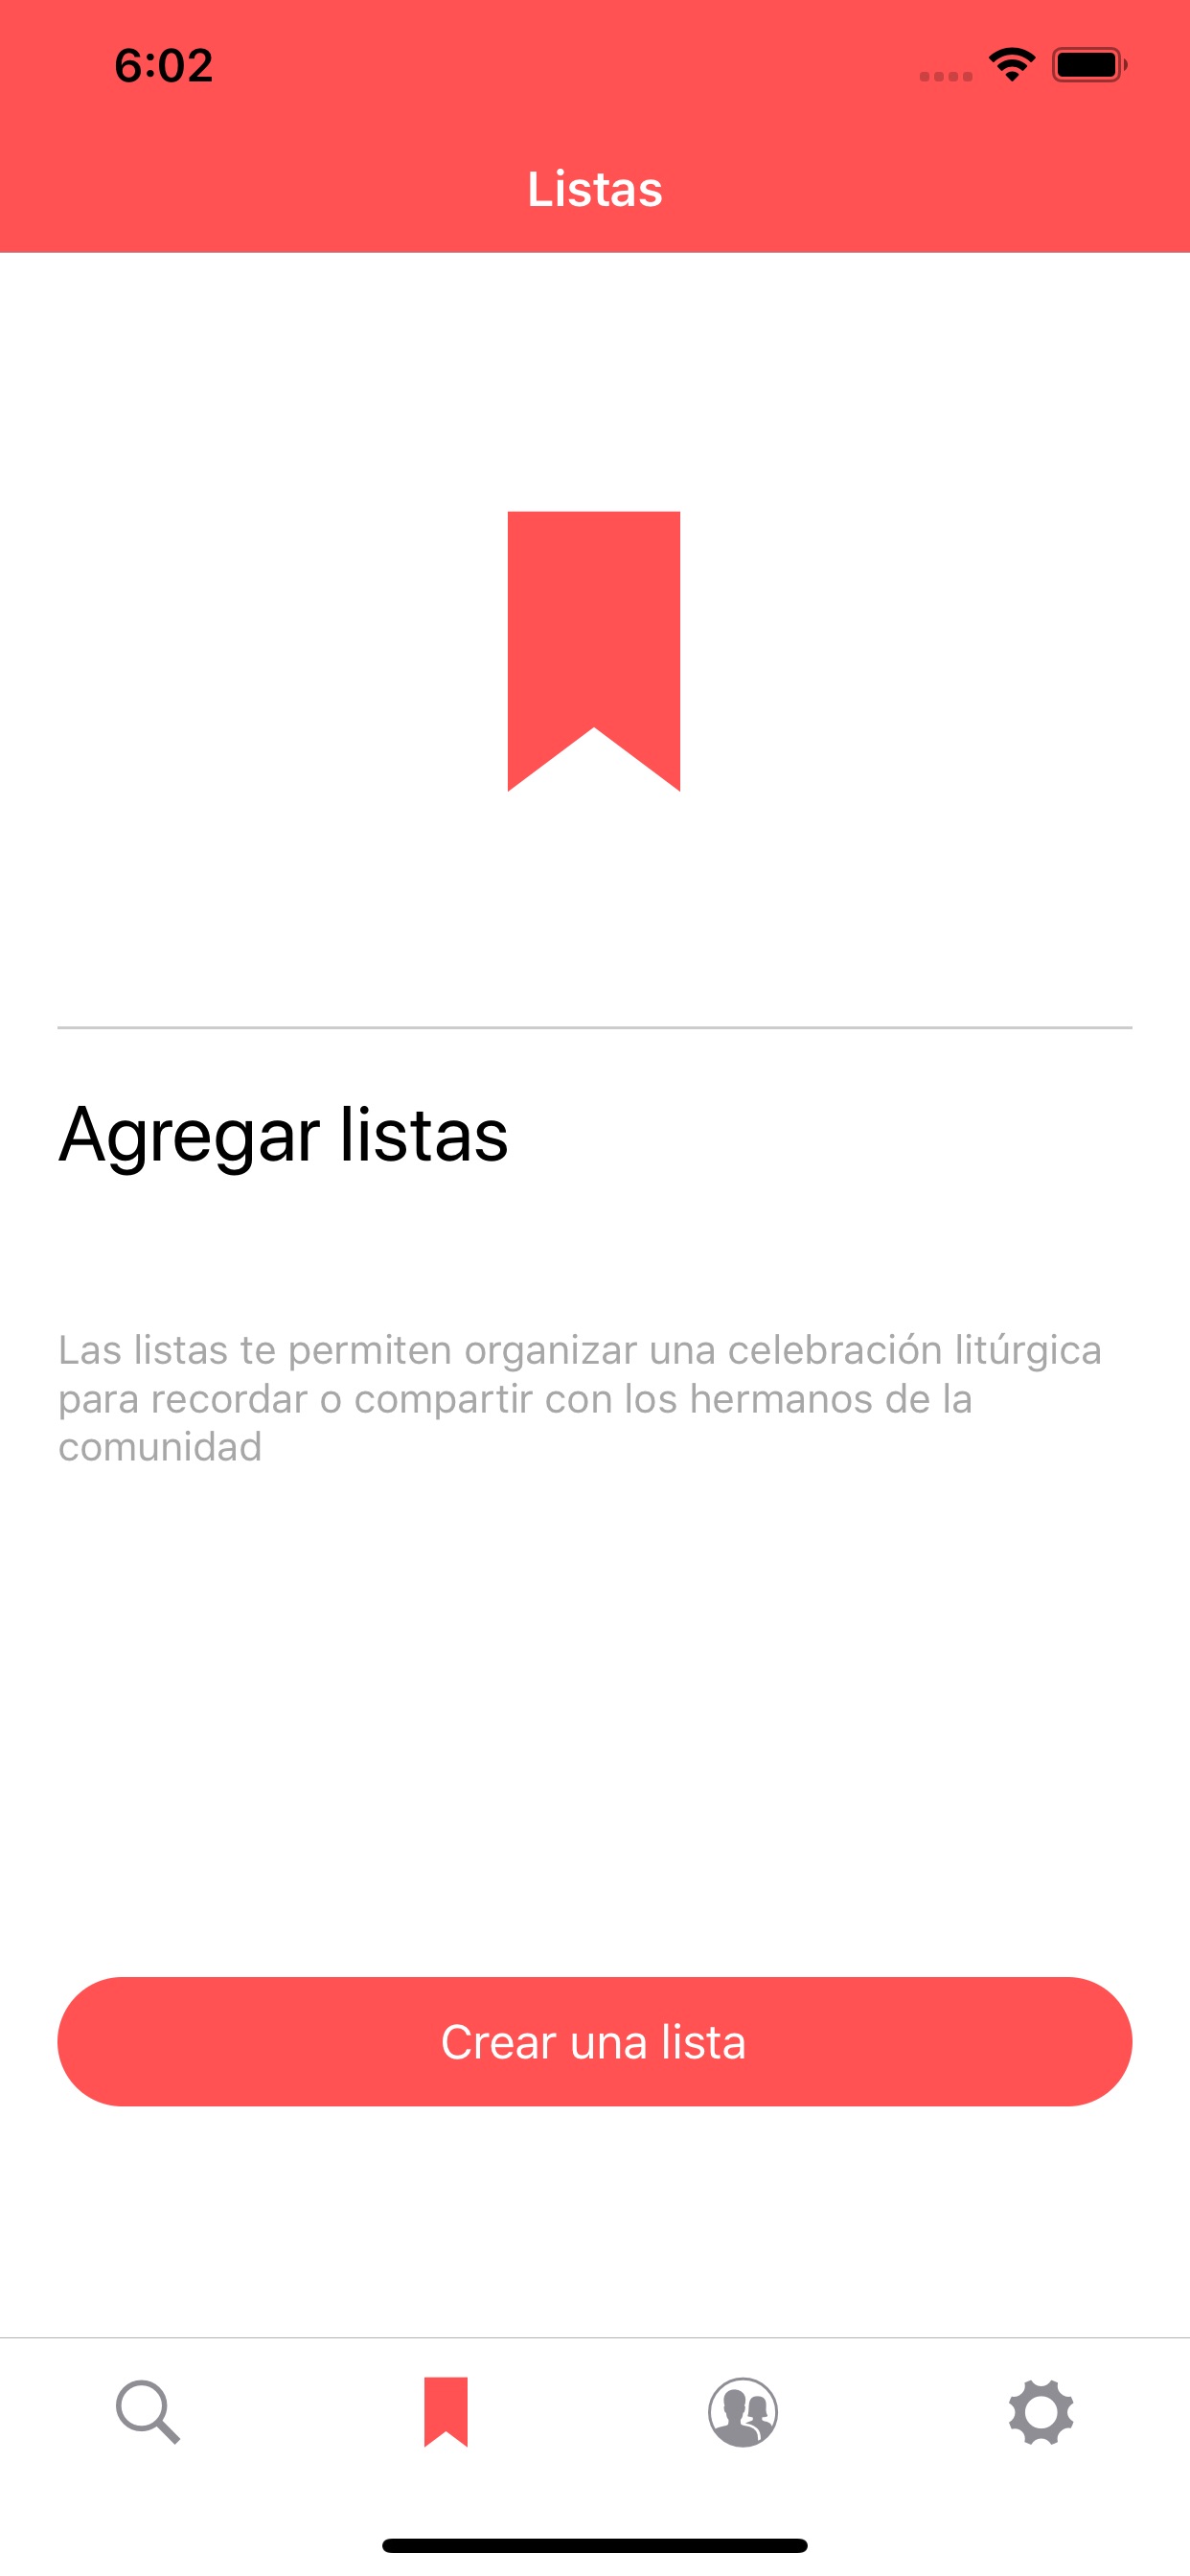 6:02
Listas
Agregar listas
Las listas te permiten organizar una celebración litúrgica
para recordar o compartir con los hermanos de la
comunidad
Crear una lista